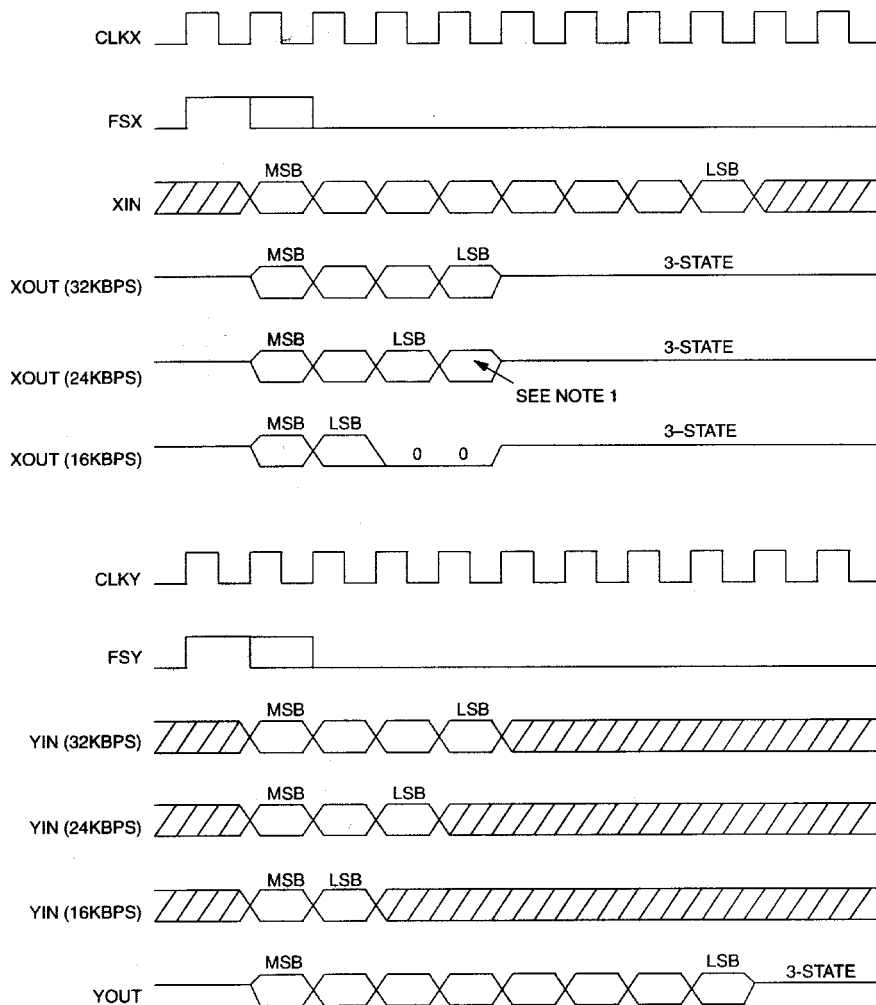 CLKX
FSX
MSB LSB
XIN
MSB LSB 3-STATE
XOUT (32KBPS)
MSB LSB 3-STATE
XOUT (24KBPS)
SEE NOTE 1
MSB LSB 3–STATE
0 0
XOUT (16KBPS)
CLKY
FSY
MSB LSB
YIN (32KBPS)
MSB LSB
YIN (24KBPS)
MSB LSB
YIN (16KBPS)
MSB LSB 3-STATE
YOUT